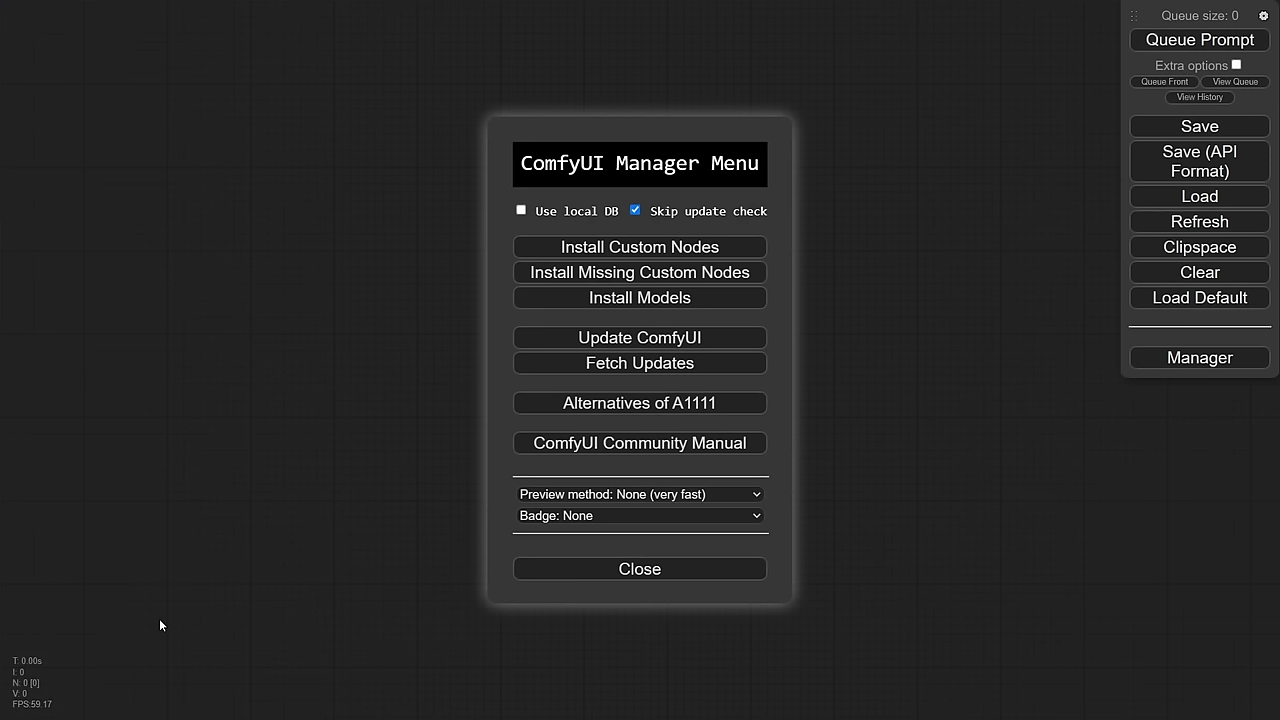 Queue size: 0
Queue Prompt
Extra options
Queue Front
View Queue
View History
Save
Save (API
Format)
Load
Refresh
Clipspace
Clear
Load Default
Manager
ComfyUI Manager Menu
Use local DB
Skip update check
Install Custom Nodes
Install Missing Custom Nodes
Install Models
Update ComfyUI
Fetch Updates
Alternatives of A1111
ComfyUI Community Manual
Preview method: None (very fast)
Badge: None
Close
T: 0.00s
I: 0
N: 0 [0]
V: 0
FPS:59.17